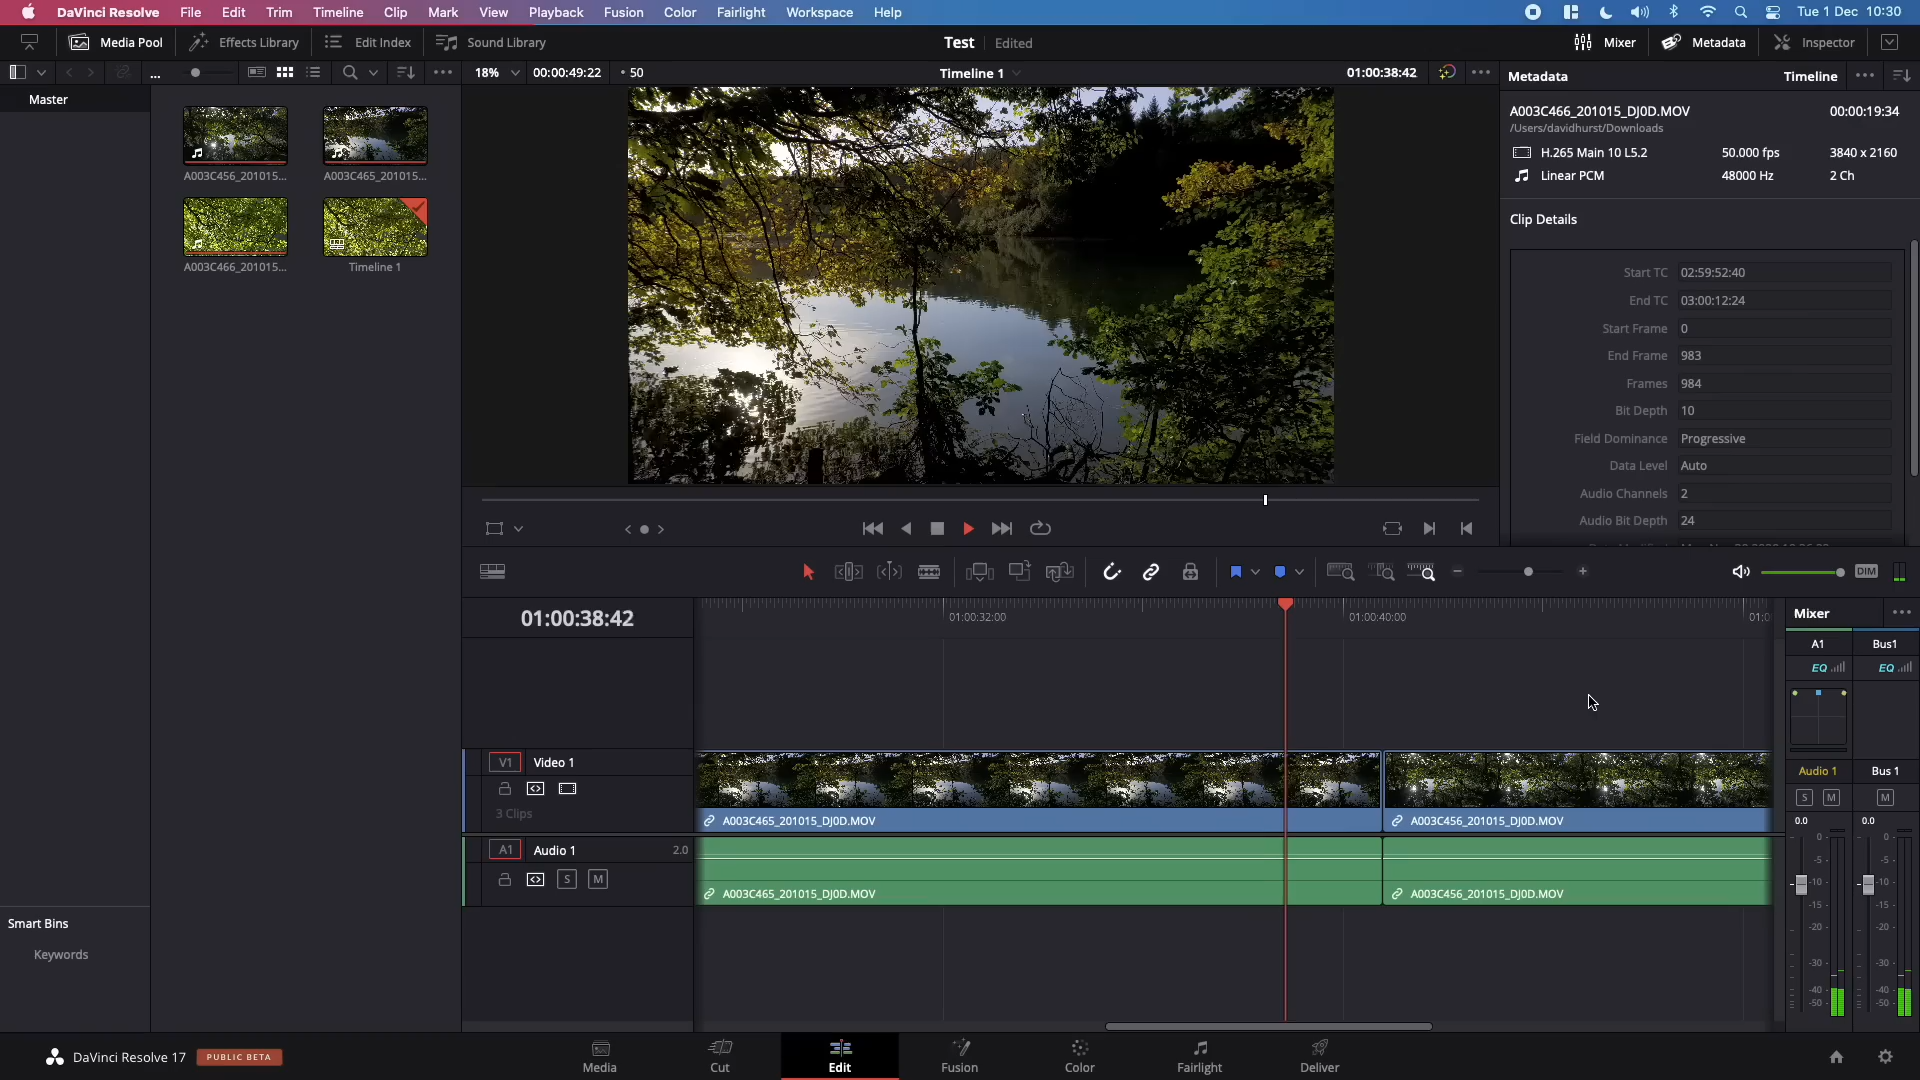 DaVinci Resolve File Edit Trim Timeline Clip Mark View Playback Fusion Color Fairlight Workspace Help Tue 1 Dec 10:30
Media Pool Effects Library Edit Index Sound Library Test Edited Mixer Metadata Inspector
... 18% 00:00:49:22 • 50 Timeline 1 01:00:38:42 Metadata Timeline
Master
A003C456_201015... A003C465_201015...
A003C466_201015... Timeline 1
A003C466_201015_DJ0D.MOV 00:00:19:34
/Users/davidhurst/Downloads
H.265 Main 10 L5.2 50.000 fps 3840 x 2160
Linear PCM 48000 Hz 2 Ch
Clip Details
Start TC 02:59:52:40
End TC 03:00:12:24
Start Frame 0
End Frame 983
Frames 984
Bit Depth 10
Field Dominance Progressive
Data Level Auto
Audio Channels 2
Audio Bit Depth 24
DIM
01:00:38:42 01:00:32:00 01:00:40:00
V1 Video 1
3 Clips
A003C465_201015_DJ0D.MOV A003C456_201015_DJ0D.MOV
A1 Audio 1 2.0
S M
A003C465_201015_DJ0D.MOV A003C456_201015_DJ0D.MOV
Mixer
A1 Bus1
EQ EQ
Audio 1 Bus 1
S M M
0.0 0.0
0 0
-5 -5
-10 -10
-15 -15
-20 -20
-30 -30
-40 -40
-50 -50
Smart Bins
Keywords
DaVinci Resolve 17 PUBLIC BETA
Media Cut Edit Fusion Color Fairlight Deliver